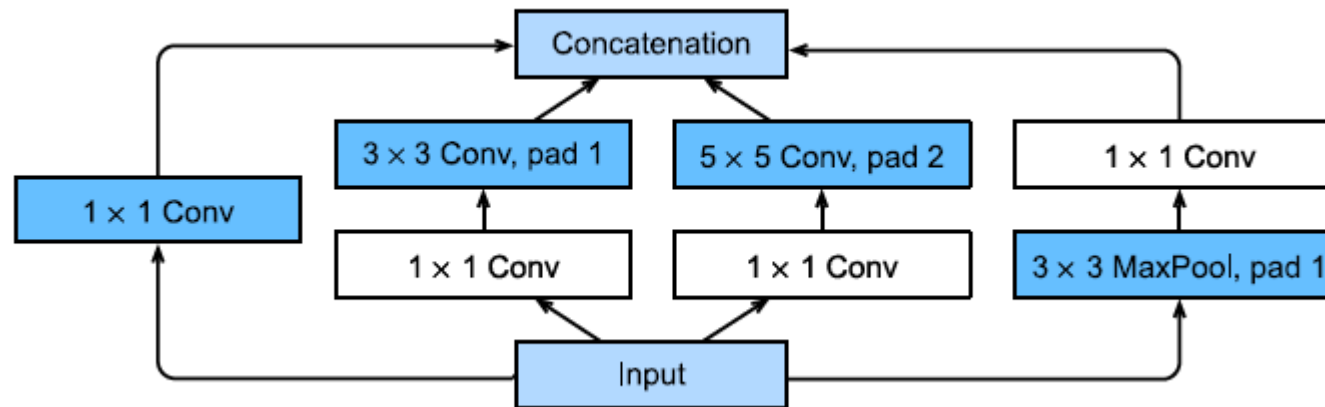 Concatenation
3 × 3 Conv, pad 1
5 × 5 Conv, pad 2
1 × 1 Conv
1 × 1 Conv
1 × 1 Conv
1 × 1 Conv
3 × 3 MaxPool, pad 1
Input